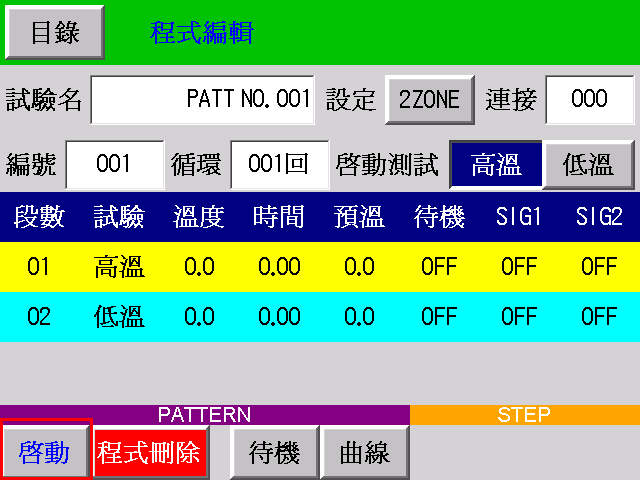 目錄 程式編輯
試驗名 PATT NO.001 設定 2ZONE 連接 000
編號 001 循環 001回 啓動測試 高溫 低溫
段數 試驗 溫度 時間 預溫 待機 SIG1 SIG2
01 高溫 0.0 0.00 0.0 OFF OFF OFF
02 低溫 0.0 0.00 0.0 OFF OFF OFF
PATTERN STEP
啓動 程式刪除 待機 曲線